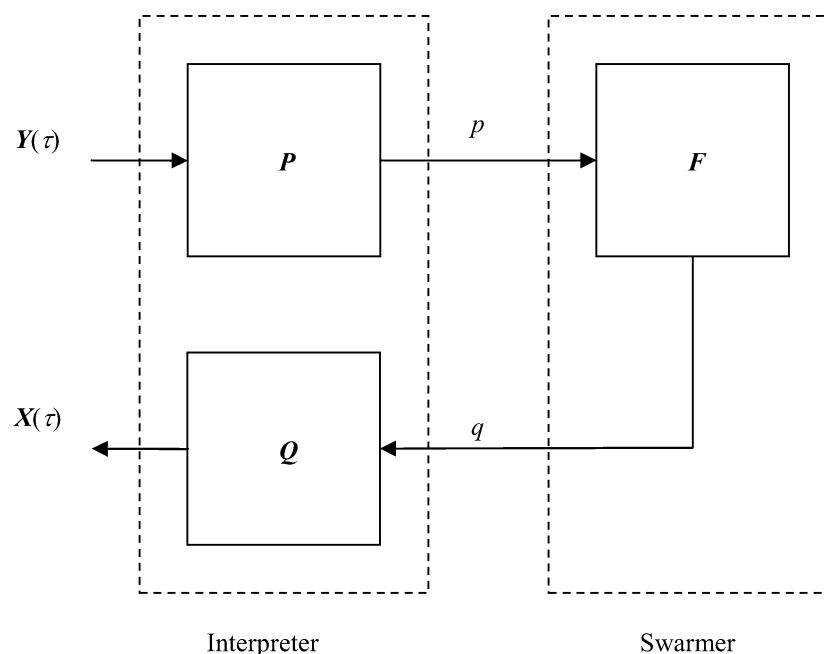 p
Y(τ)
P
F
X(τ)
q
Q
Interpreter
Swarmer